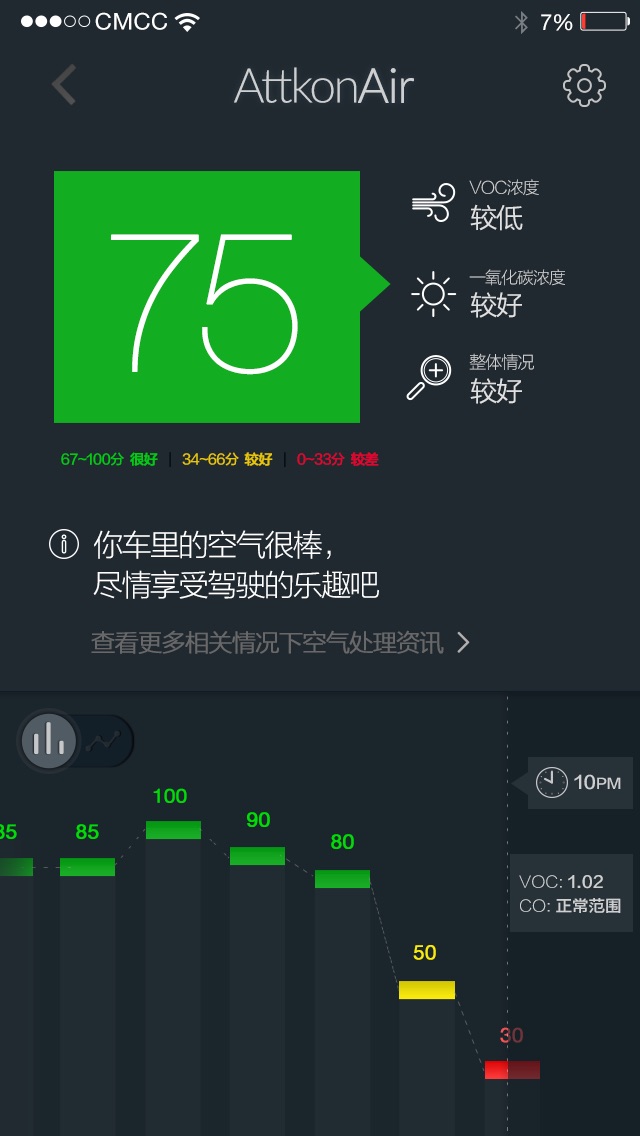 CMCC 7%
AttkonAir
75
VOC浓度
较低
一氧化碳浓度
较好
整体情况
较好
67~100分 很好 | 34~66分 较好 | 0~33分 较差
你车里的空气很棒，
尽情享受驾驶的乐趣吧
查看更多相关情况下空气处理资讯
10PM
VOC: 1.02
CO: 正常范围
85
100
90
80
50
30